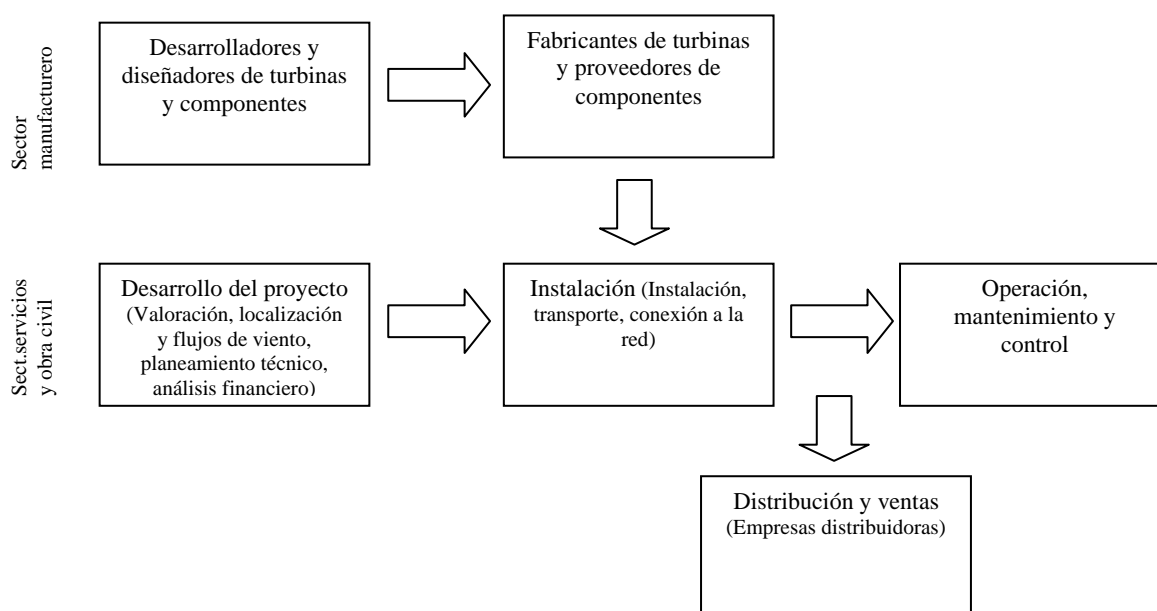 Sector
manufacturero
Desarrolladores y
diseñadores de turbinas
y componentes
Fabricantes de turbinas
y proveedores de
componentes
Sect.servicios
y obra civil
Desarrollo del proyecto
(Valoración, localización
y flujos de viento,
planeamiento técnico,
análisis financiero)
Instalación (Instalación,
transporte, conexión a la
red)
Operación,
mantenimiento y
control
Distribución y ventas
(Empresas distribuidoras)